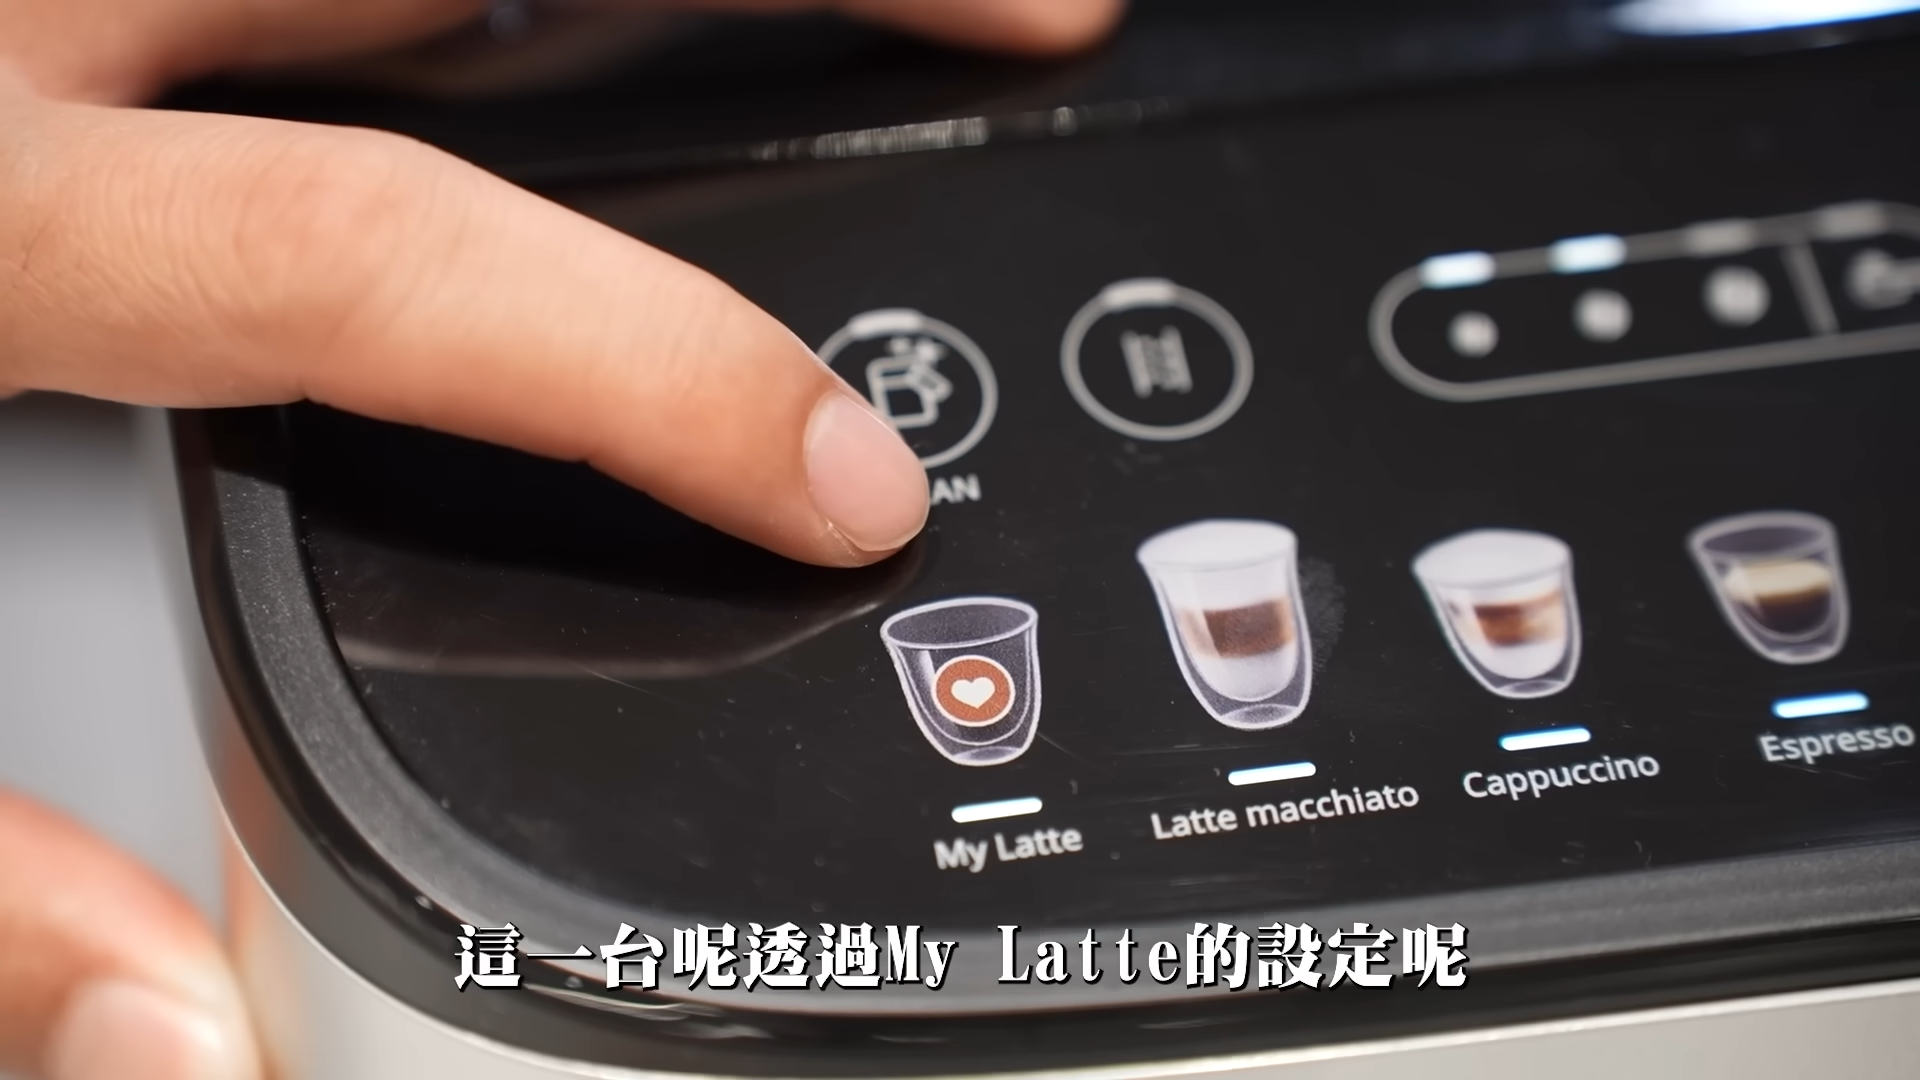 AN
My Latte
Latte macchiato
Cappuccino
Espresso
這一台呢透過My Latte的設定呢